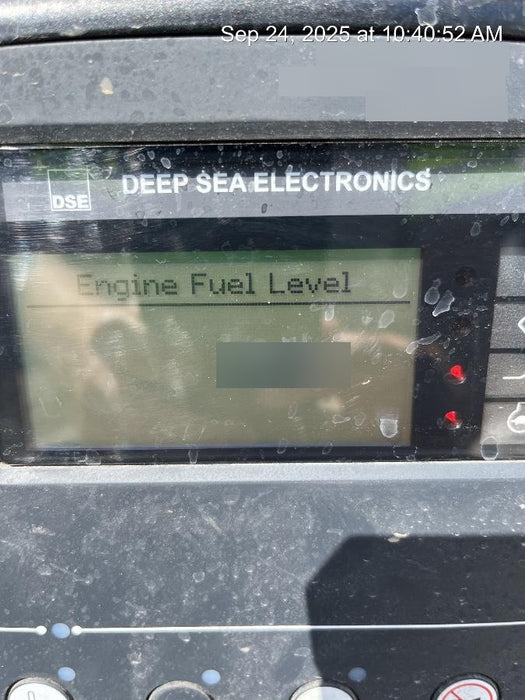 Sep 24, 2025 at 10:40:52 AM
DSE
DEEP SEA ELECTRONICS
Engine Fuel Level